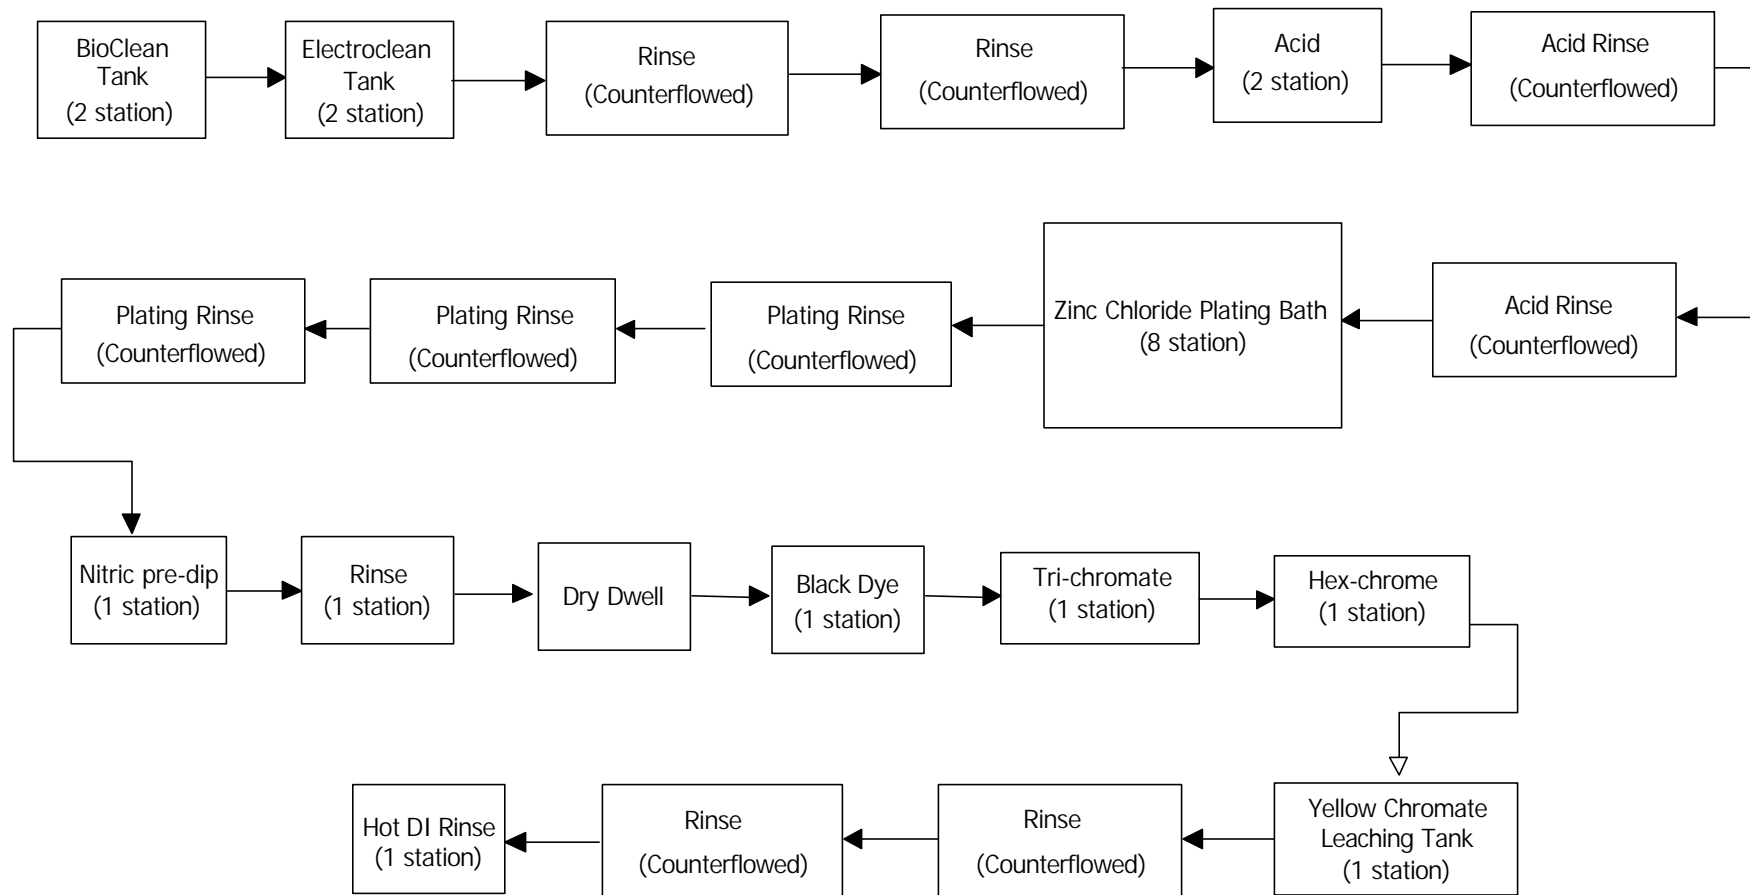 BioClean
Tank
(2 station)
Electroclean
Tank
(2 station)
Rinse
(Counterflowed)
Rinse
(Counterflowed)
Acid
(2 station)
Acid Rinse
(Counterflowed)
Acid Rinse
(Counterflowed)
Zinc Chloride Plating Bath
(8 station)
Plating Rinse
(Counterflowed)
Plating Rinse
(Counterflowed)
Plating Rinse
(Counterflowed)
Nitric pre-dip
(1 station)
Rinse
(1 station)
Dry Dwell
Black Dye
(1 station)
Tri-chromate
(1 station)
Hex-chrome
(1 station)
Yellow Chromate
Leaching Tank
(1 station)
Rinse
(Counterflowed)
Rinse
(Counterflowed)
Hot DI Rinse
(1 station)